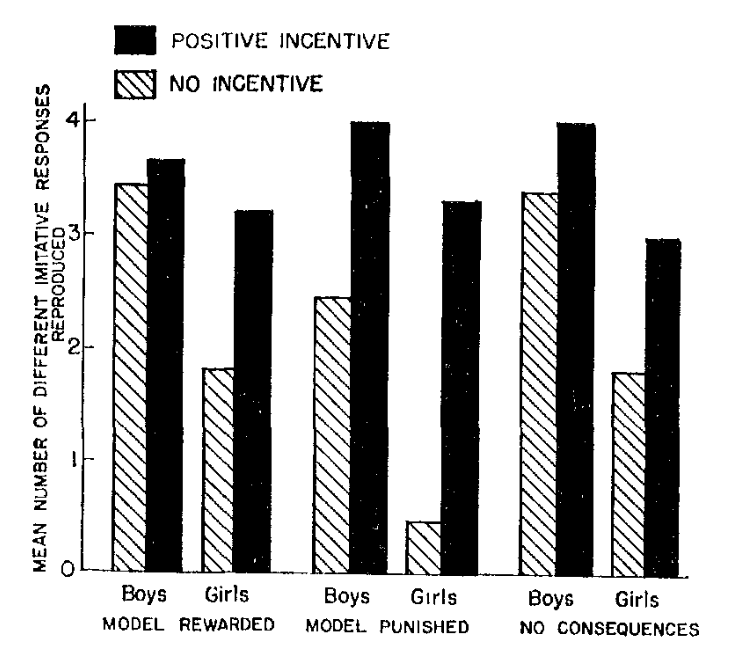 POSITIVE INCENTIVE
NO INCENTIVE
MEAN NUMBER OF DIFFERENT IMITATIVE RESPONSES
REPRODUCED
4
3
2
1
0
Boys Girls Boys Girls Boys Girls
MODEL REWARDED MODEL PUNISHED NO CONSEQUENCES